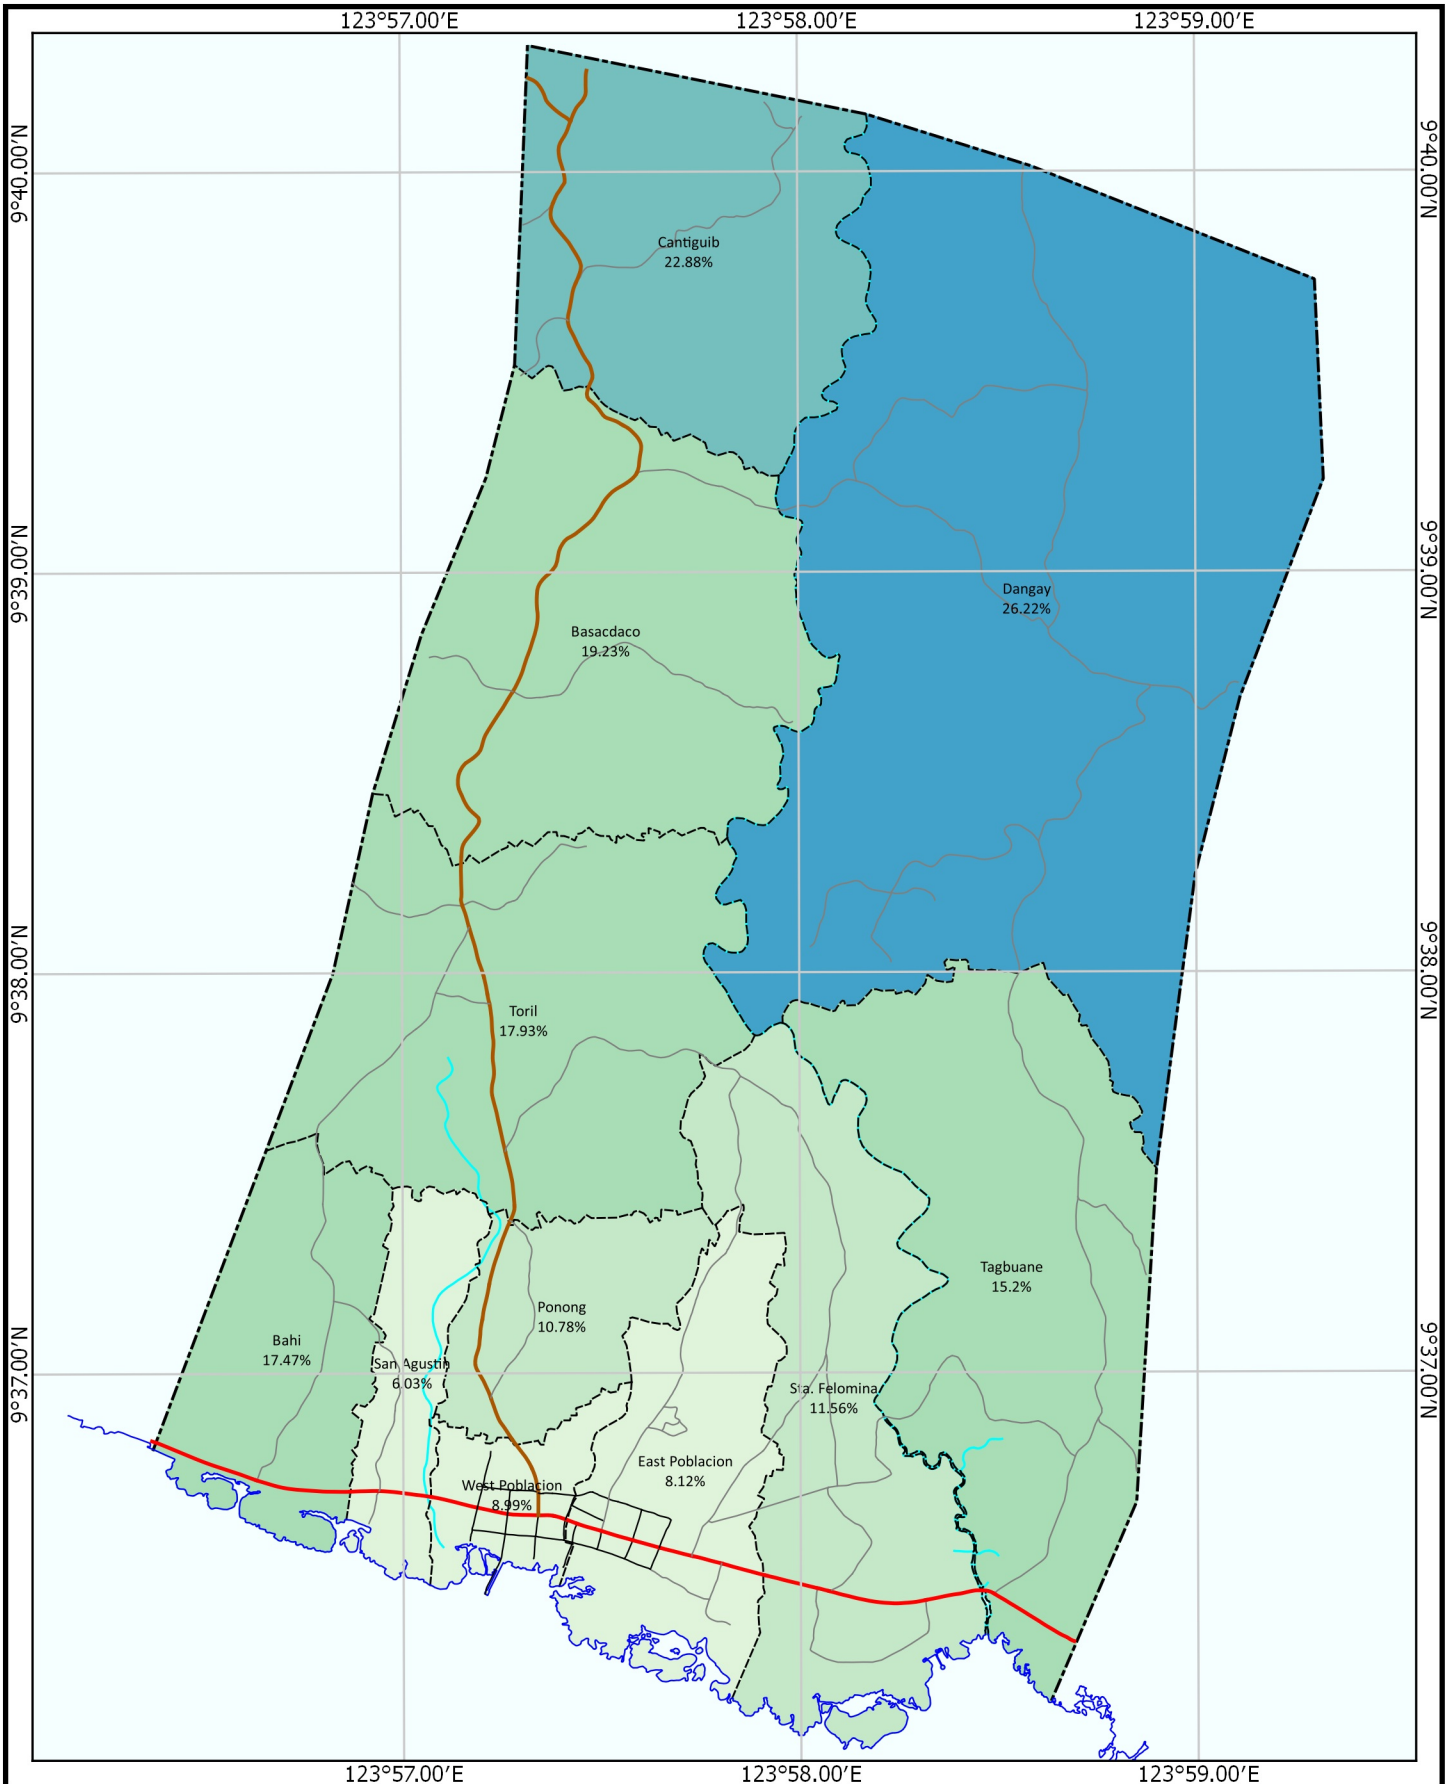 123°57.00′E
123°58.00′E
123°59.00′E
9°40.00′N
9°40.00′N
Cantiguib
22.88%
9°39.00′N
9°39.00′N
Dangay
26.22%
Basacdaco
19.23%
9°38.00′N
9°38.00′N
Toril
17.93%
Tagbuane
15.2%
Ponong
10.78%
Bahi
17.47%
San Agustin
6.03%
9°37.00′N
9°37.00′N
Sta. Felomina
11.56%
East Poblacion
8.12%
West Poblacion
8.99%
123°57.00′E
123°58.00′E
123°59.00′E